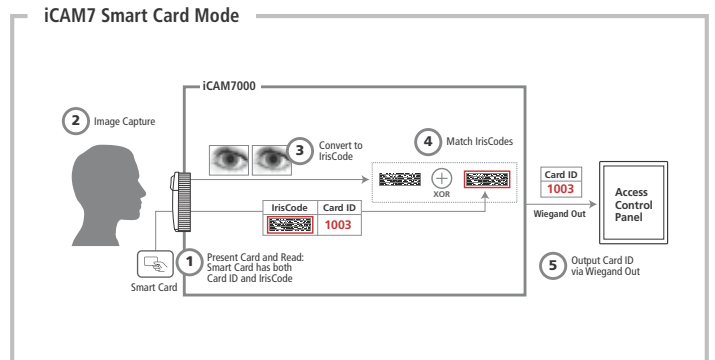 iCAM7 Smart Card Mode
iCAM7000
2 Image Capture
3 Convert to
IrisCode
4 Match IrisCodes
XOR
IrisCode Card ID
1003
1 Present Card and Read:
Smart Card has both
Card ID and IrisCode
Smart Card
Card ID
1003
Wiegand Out
Access
Control
Panel
5 Output Card ID
via Wiegand Out